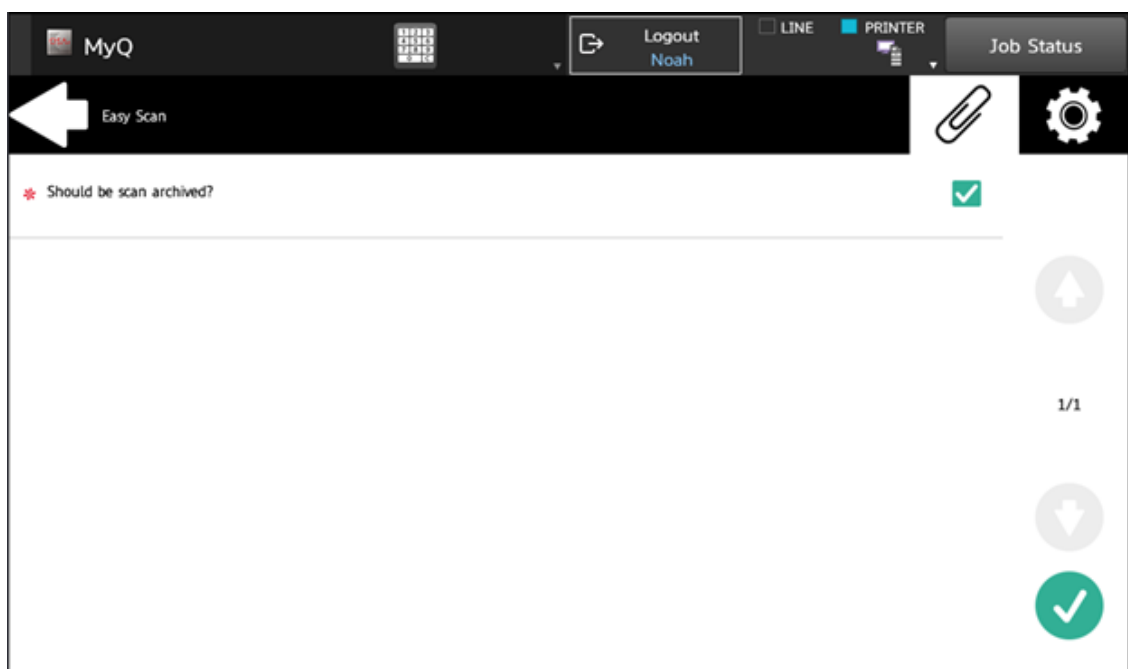 MyQ
Logout
Noah
LINE
PRINTER
Job Status
Easy Scan
* Should be scan archived?
1/1